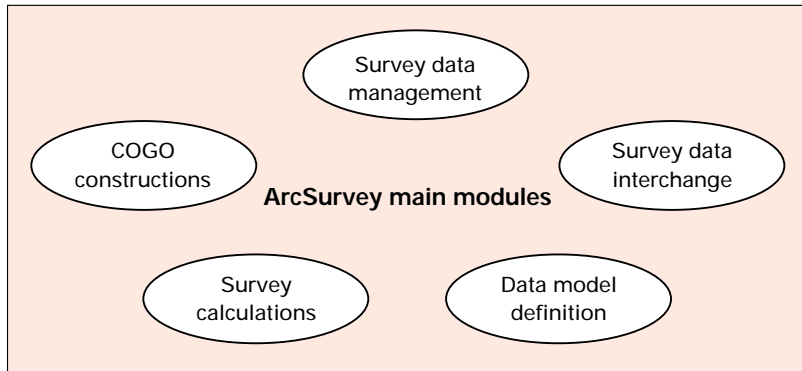 Survey data
management
COGO
constructions
Survey data
interchange
ArcSurvey main modules
Survey
calculations
Data model
definition